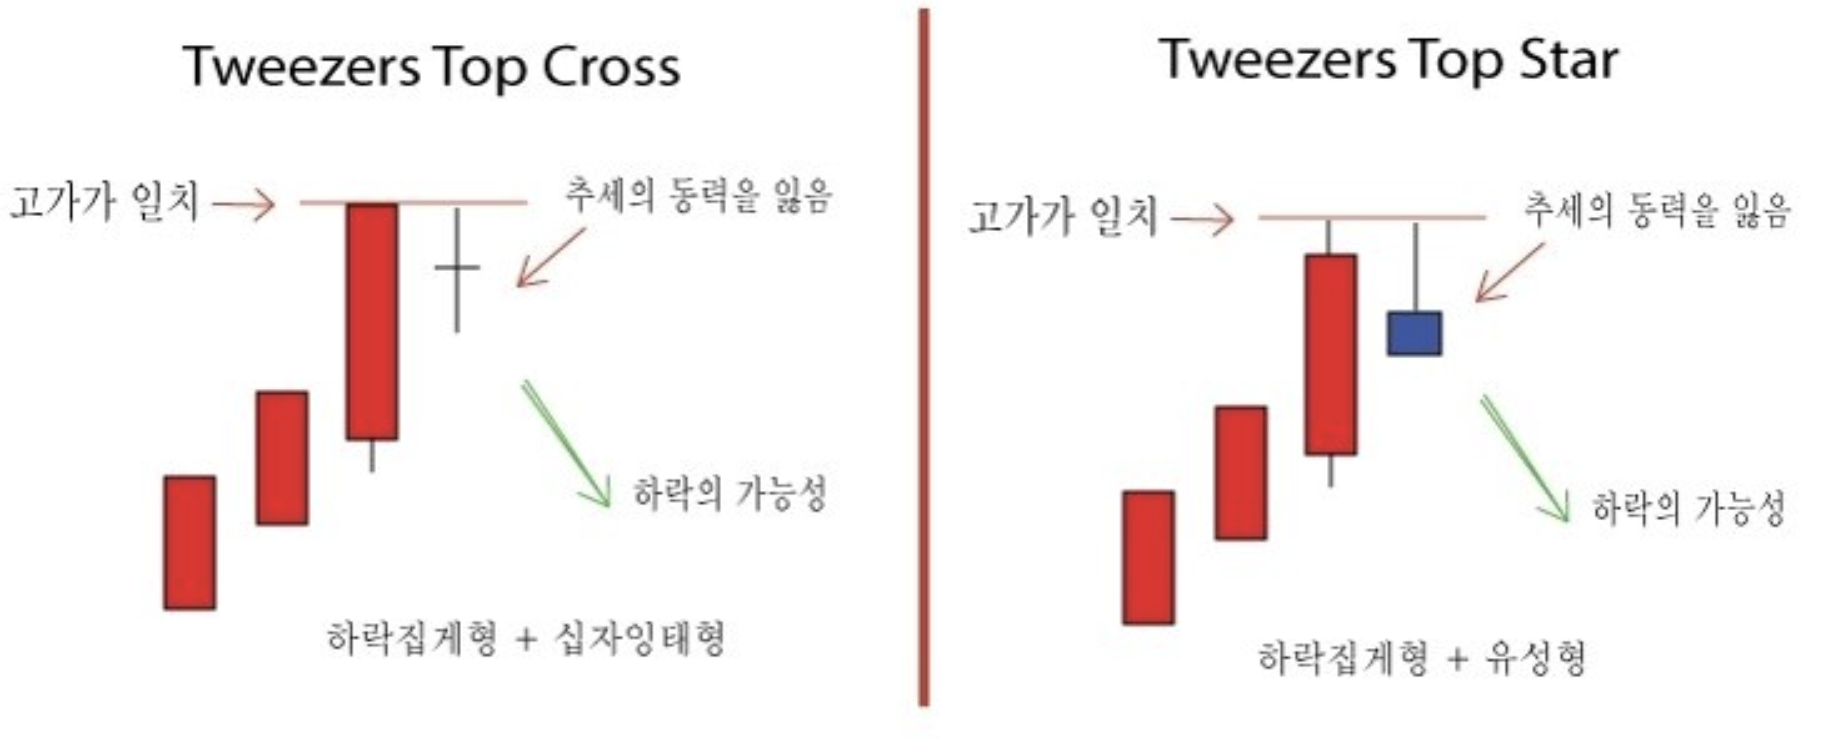 Tweezers Top Cross
고가가 일치
추세의 동력을 잃음
하락의 가능성
하락집게형 + 십자잉태형
Tweezers Top Star
고가가 일치
추세의 동력을 잃음
하락의 가능성
하락집게형 + 유성형